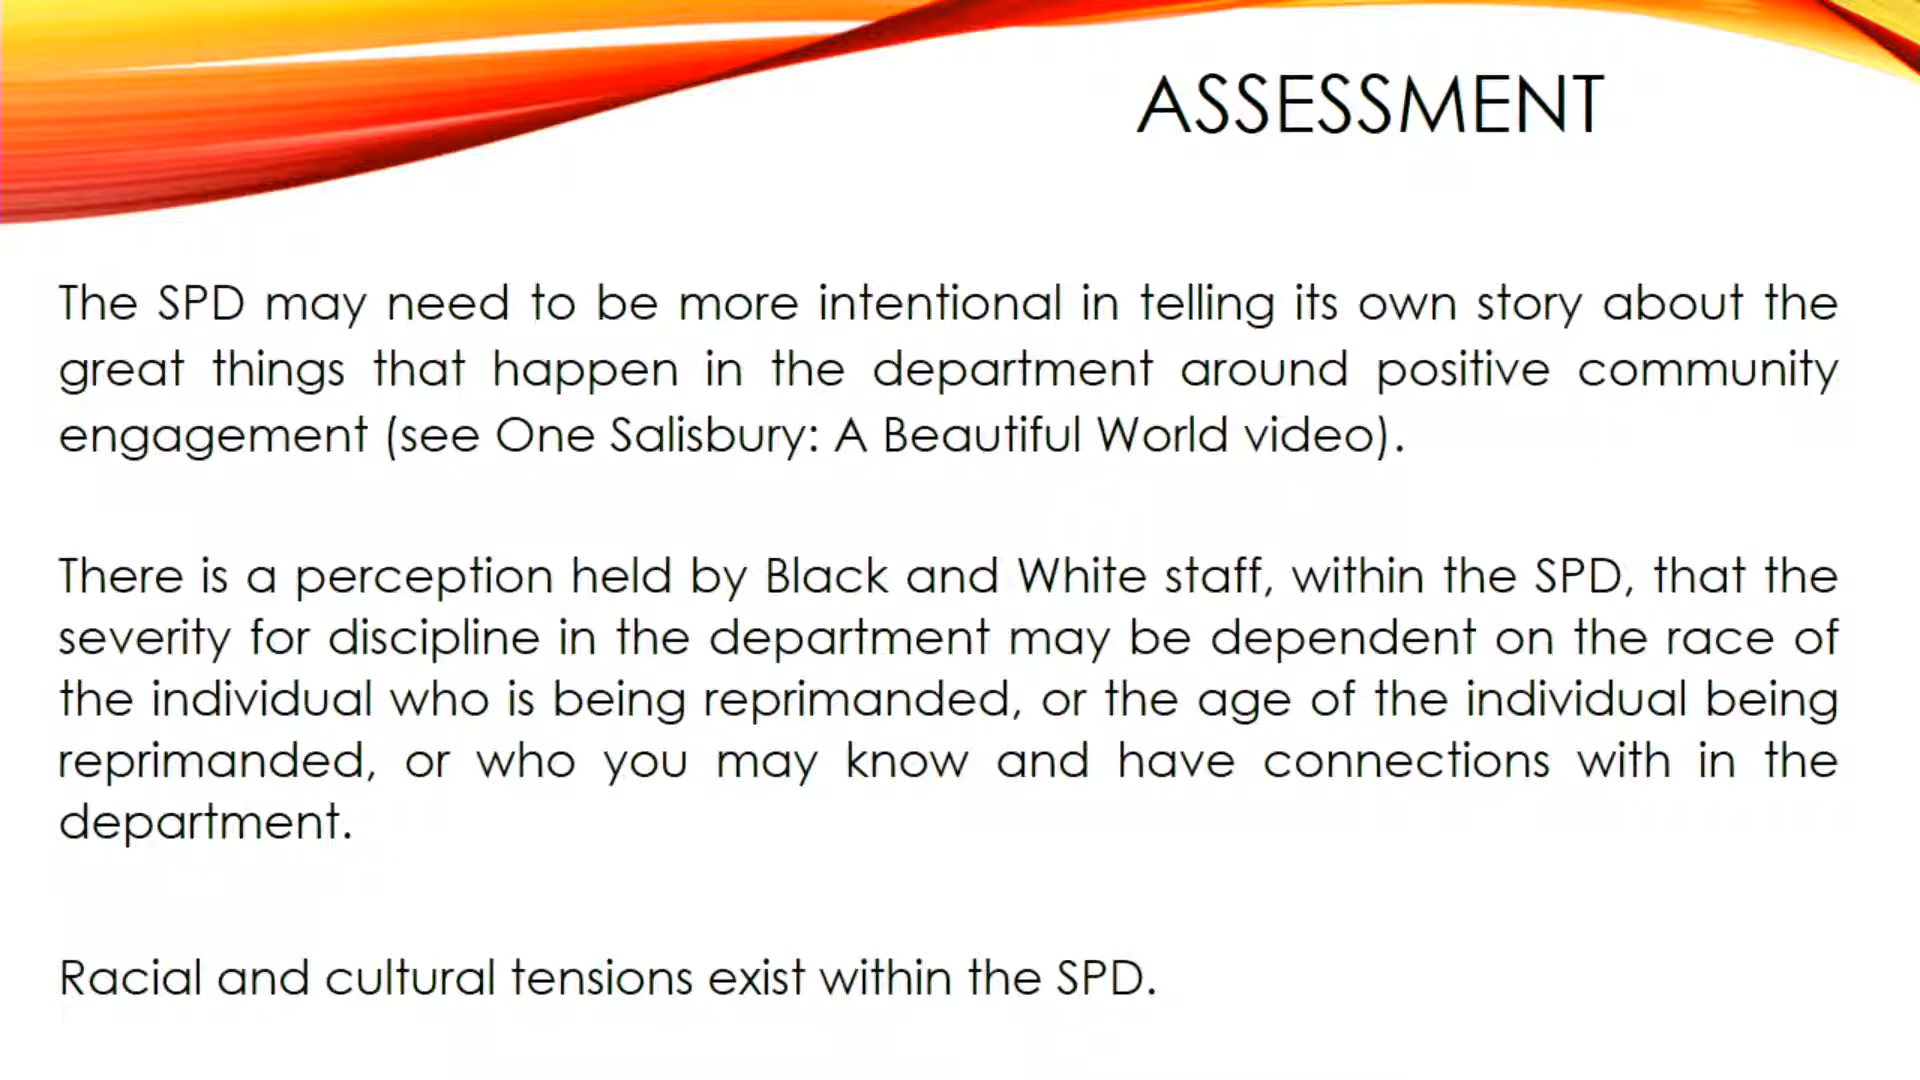 ASSESSMENT
The SPD may need to be more intentional in telling its own story about the
great things that happen in the department around positive community
engagement (see One Salisbury: A Beautiful World video).
There is a perception held by Black and White staff, within the SPD, that the
severity for discipline in the department may be dependent on the race of
the individual who is being reprimanded, or the age of the individual being
reprimanded, or who you may know and have connections with in the
department.
Racial and cultural tensions exist within the SPD.